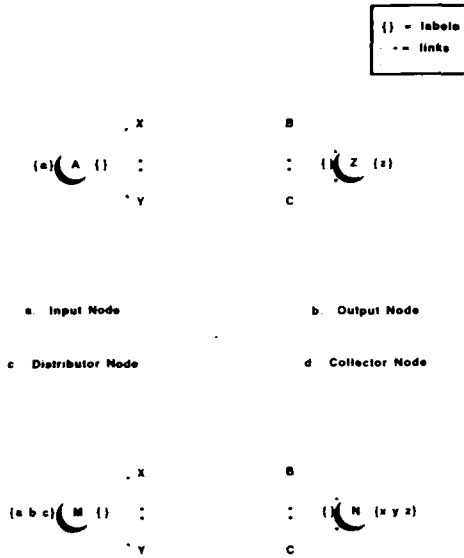 {} = labels
-- = links
X B
{a} A {} : {} Z {z}
Y C
a. Input Node b. Output Node
c Distributor Node d Collector Node
X B
{a b c} M {} : {} N {x y z}
Y C